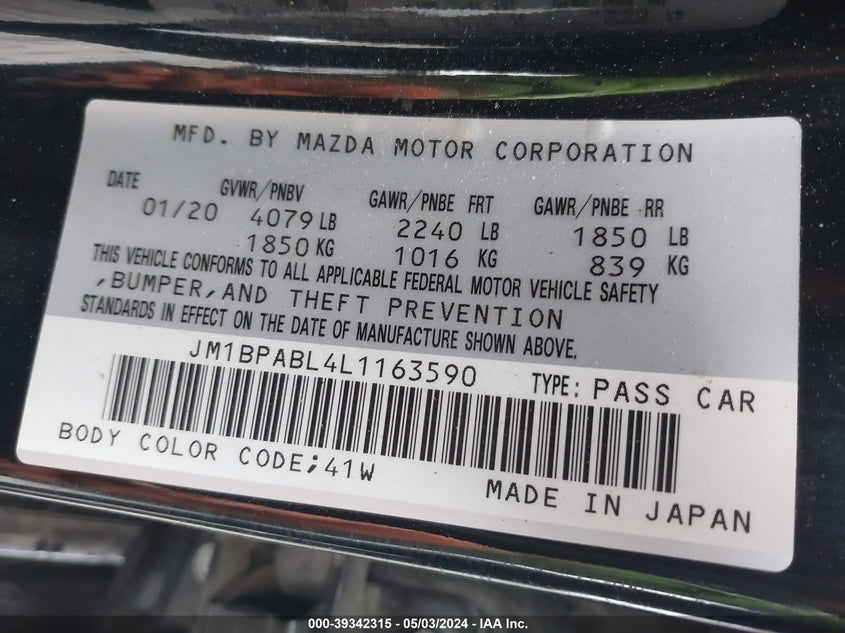 MFD. BY MAZDA MOTOR CORPORATION
DATE GVWR/PNBV GAWR/PNBE FRT GAWR/PNBE RR
01/20 4079 LB 2240 LB 1850 LB
1850 KG 1016 KG 839 KG
THIS VEHICLE CONFORMS TO ALL APPLICABLE FEDERAL MOTOR VEHICLE SAFETY
,BUMPER,AND THEFT PREVENTION
STANDARDS IN EFFECT ON THE DATE OF MANUFACTURE SHOWN ABOVE.
JM1BPABL4L1163590 TYPE: PASS CAR
BODY COLOR CODE;41W
MADE IN JAPAN
000-39342315 - 05/03/2024 - IAA Inc.